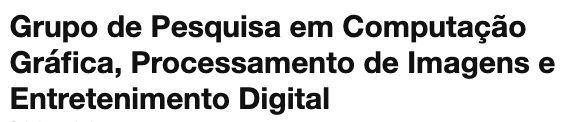 Grupo de Pesquisa em Computação
Gráfica, Processamento de Imagens e
Entretenimento Digital